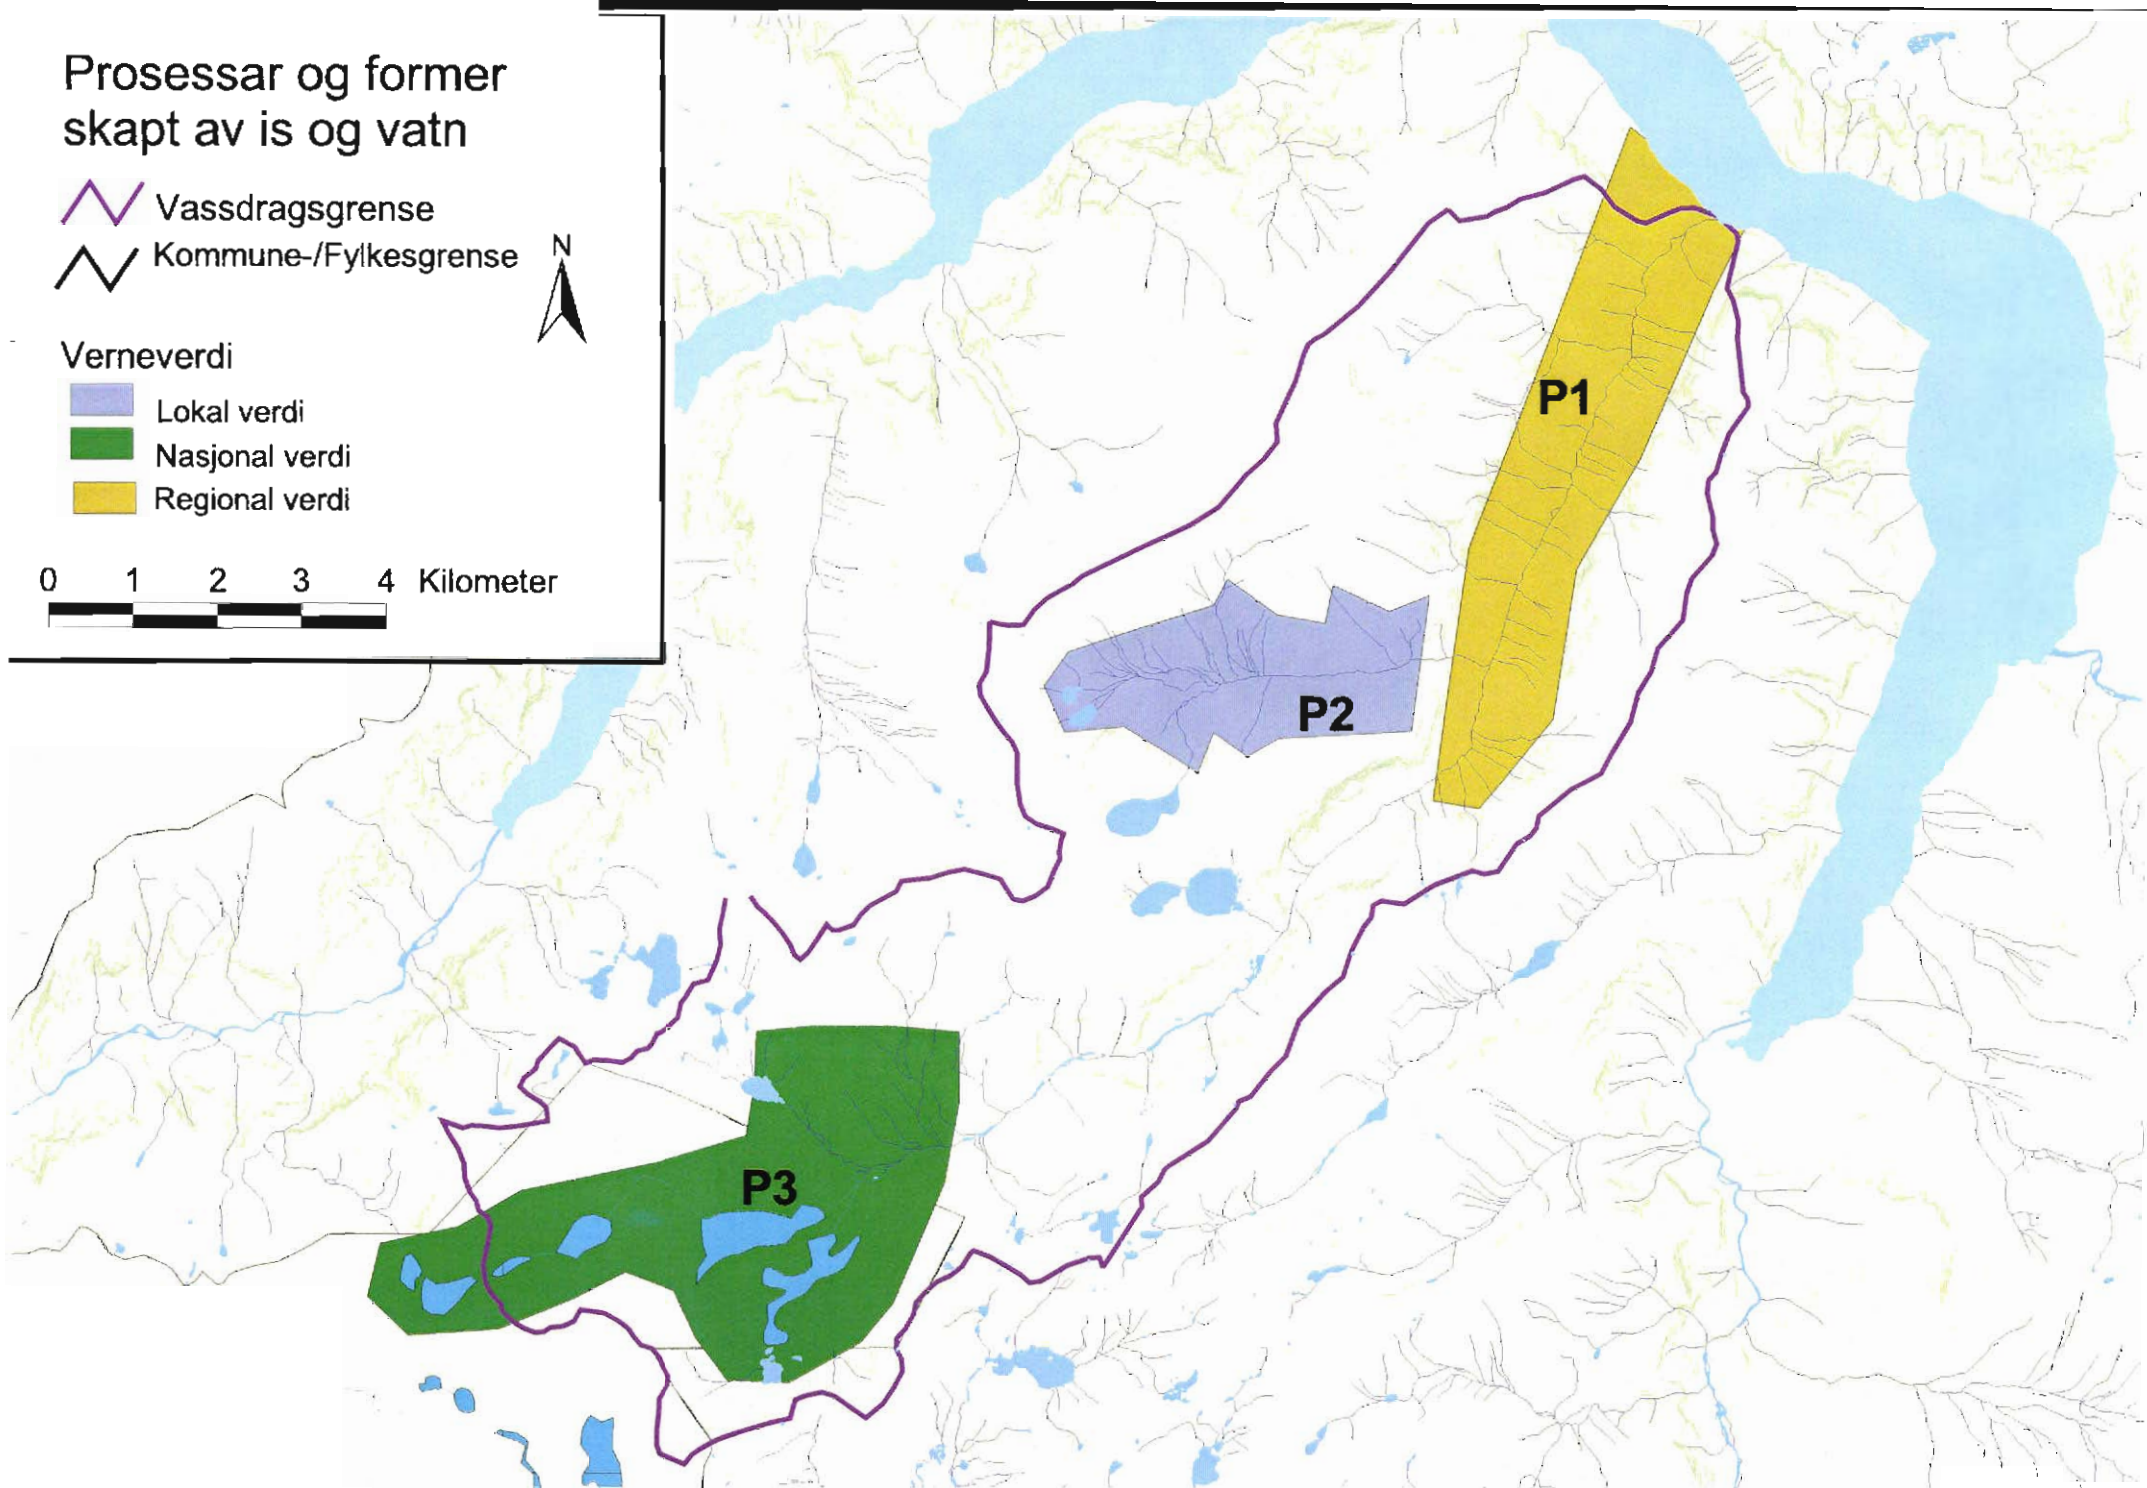 Prosessar og former
skapt av is og vatn
Vassdragsgrense
Kommune-/Fylkesgrense
N
Verneverdi
Lokal verdi
Nasjonal verdi
Regional verdi
0 1 2 3 4 Kilometer
P1
P2
P3